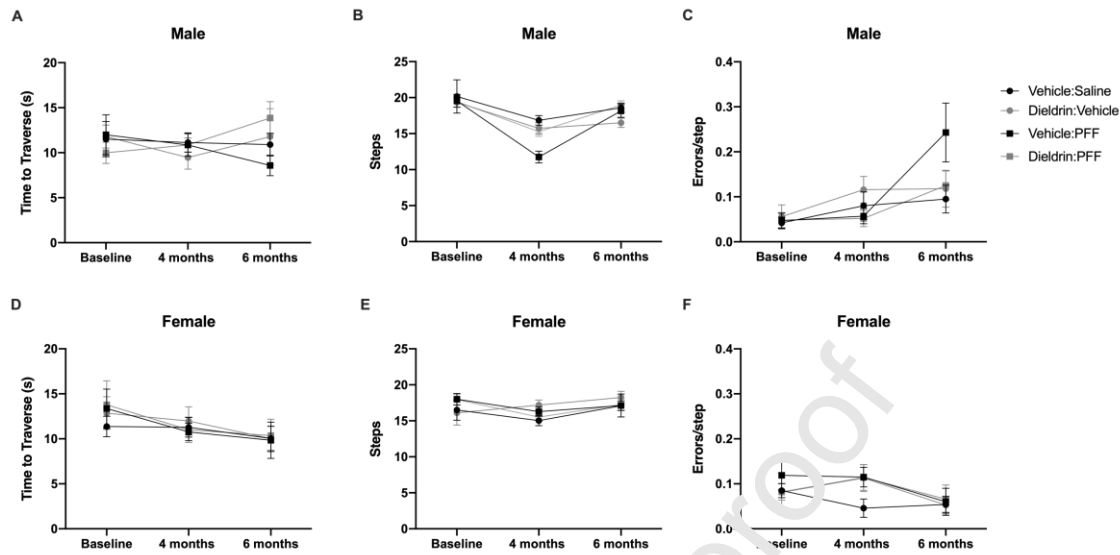 A
Male
Time to Traverse (s)
20
15
10
5
0
Baseline 4 months 6 months
B
Male
Steps
25
20
15
10
5
0
Baseline 4 months 6 months
C
Male
Errors/step
0.4
0.3
0.2
0.1
0.0
Baseline 4 months 6 months
Vehicle:Saline
Dieldrin:Vehicle
Vehicle:PFF
Dieldrin:PFF
D
Female
Time to Traverse (s)
20
15
10
5
0
Baseline 4 months 6 months
E
Female
Steps
25
20
15
10
5
0
Baseline 4 months 6 months
F
Female
Errors/step
0.4
0.3
0.2
0.1
0.0
Baseline 4 months 6 months
roof